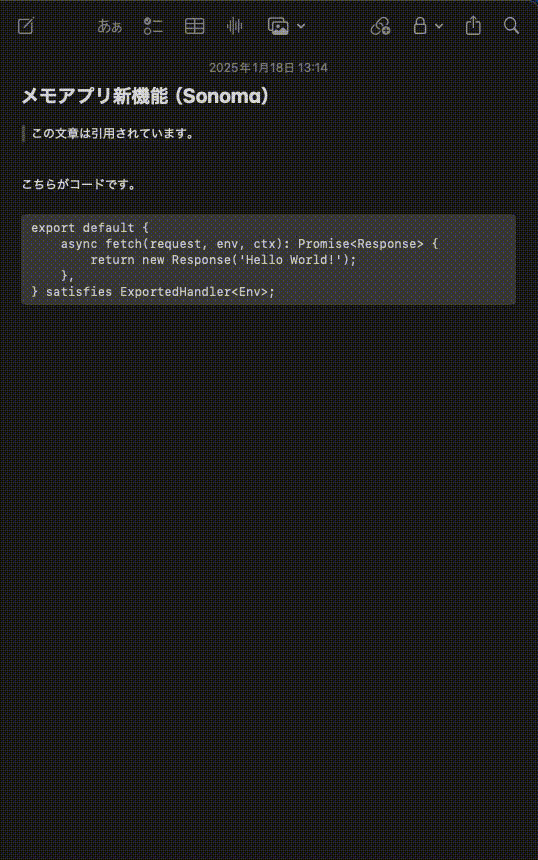 あぁ
2025年1月18日 13:14
メモアプリ新機能（Sonoma）
この文章は引用されています。
こちらがコードです。
export default {
    async fetch(request, env, ctx): Promise<Response> {
        return new Response('Hello World!');
    },
} satisfies ExportedHandler<Env>;